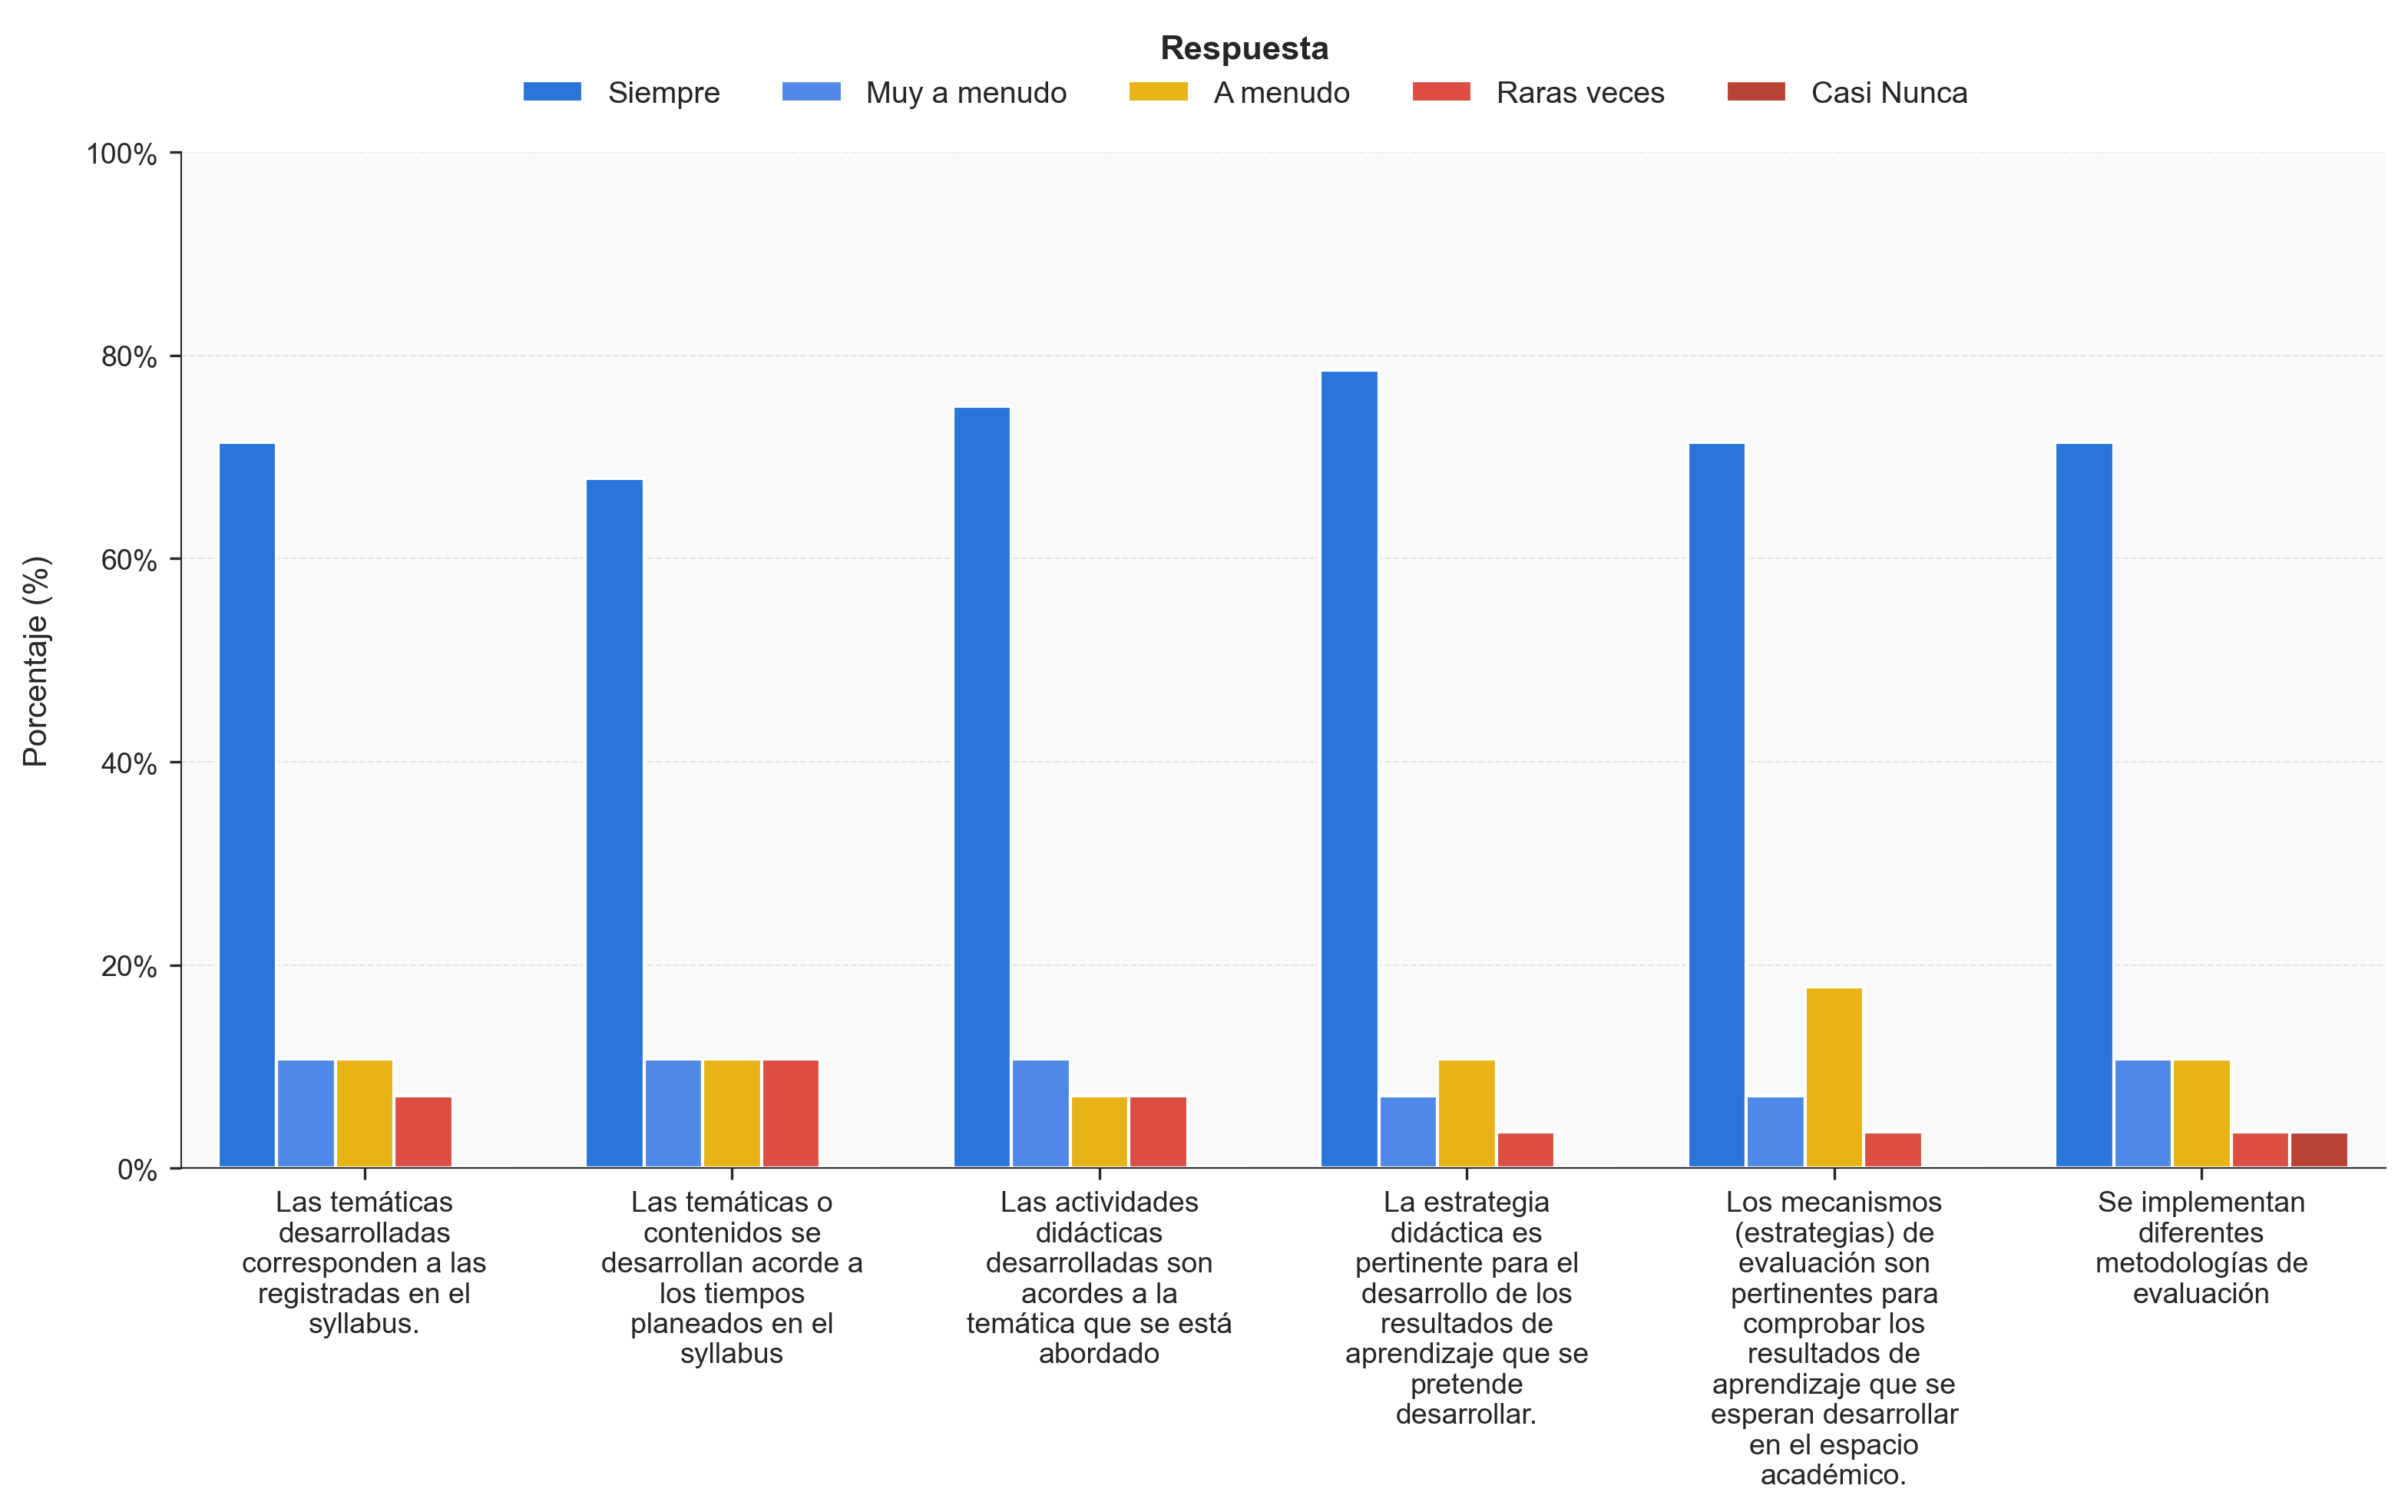 Respuesta
Siempre Muy a menudo A menudo Raras veces Casi Nunca
100%
80%
60%
40%
20%
0%
Porcentaje (%)
Las temáticas
desarrolladas
corresponden a las
registradas en el
syllabus.
Las temáticas o
contenidos se
desarrollan acorde a
los tiempos
planeados en el
syllabus
Las actividades
didácticas
desarrolladas son
acordes a la
temática que se está
abordado
La estrategia
didáctica es
pertinente para el
desarrollo de los
resultados de
aprendizaje que se
pretende
desarrollar.
Los mecanismos
(estrategias) de
evaluación son
pertinentes para
comprobar los
resultados de
aprendizaje que se
esperan desarrollar
en el espacio
académico.
Se implementan
diferentes
metodologías de
evaluación